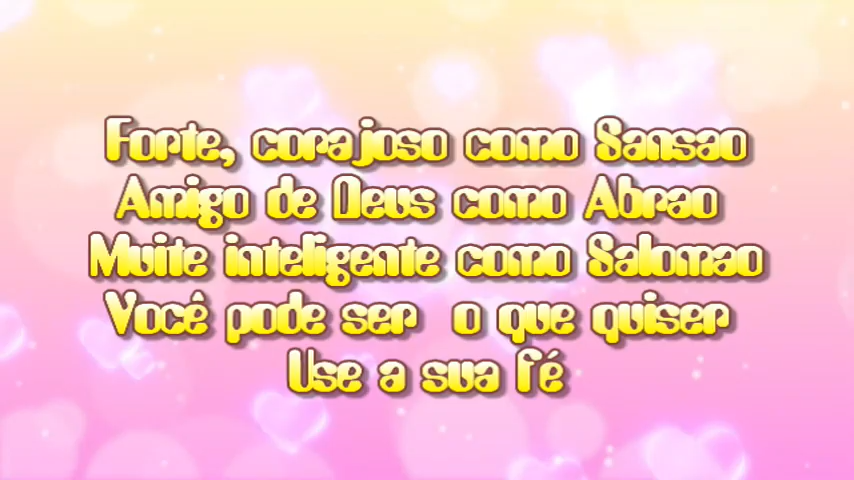 Forte, corajoso como Sansao
Amigo de Deus como Abrao
Muite inteligente como Salomao
Você pode ser o que quiser
Use a sua fé